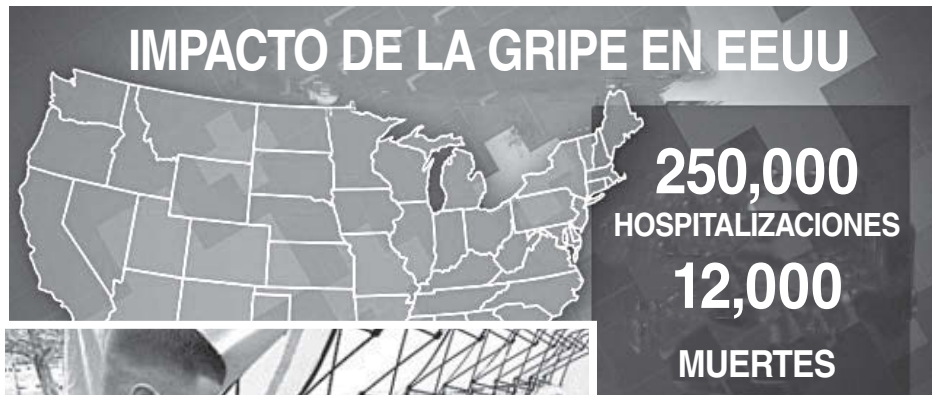 IMPACTO DE LA GRIPE EN EEUU
250,000
HOSPITALIZACIONES
12,000
MUERTES